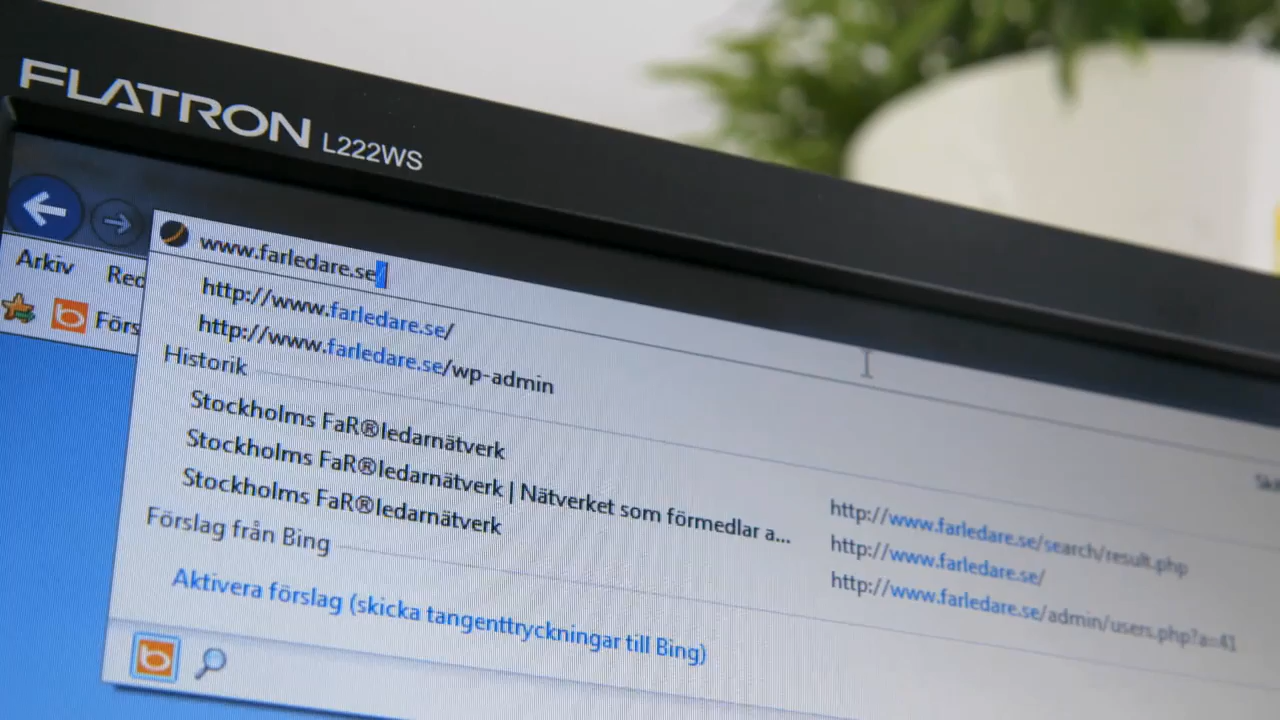 FLATRON L222WS
www.farledare.se/
Arkiv Red
http://www.farledare.se/
Förs
http://www.farledare.se/wp-admin
Historik
Stockholms FaR®ledarnätverk http://www.farledare.se/search/result.php
Stockholms FaR®ledarnätverk | Nätverket som förmedlar a... http://www.farledare.se/
Stockholms FaR®ledarnätverk http://www.farledare.se/admin/users.php?a=41
Förslag från Bing
Aktivera förslag (skicka tangenttryckningar till Bing)